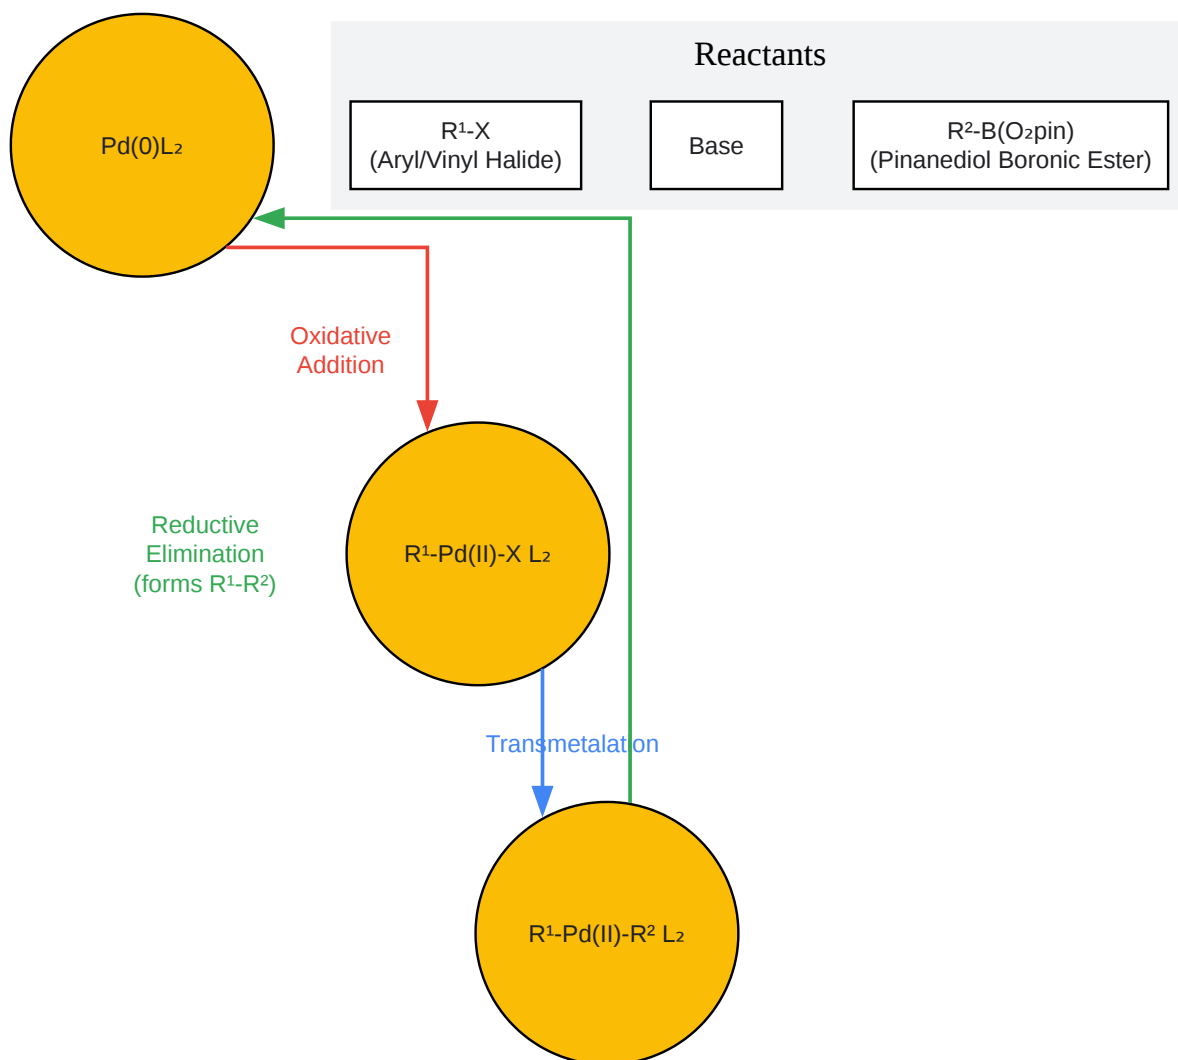 Reactants
Pd(0)L₂
R¹-X
(Aryl/Vinyl Halide)
Base
R²-B(O₂pin)
(Pinanediol Boronic Ester)
Oxidative
Addition
Reductive
Elimination
(forms R¹-R²)
R¹-Pd(II)-X L₂
Transmetalation
R¹-Pd(II)-R² L₂